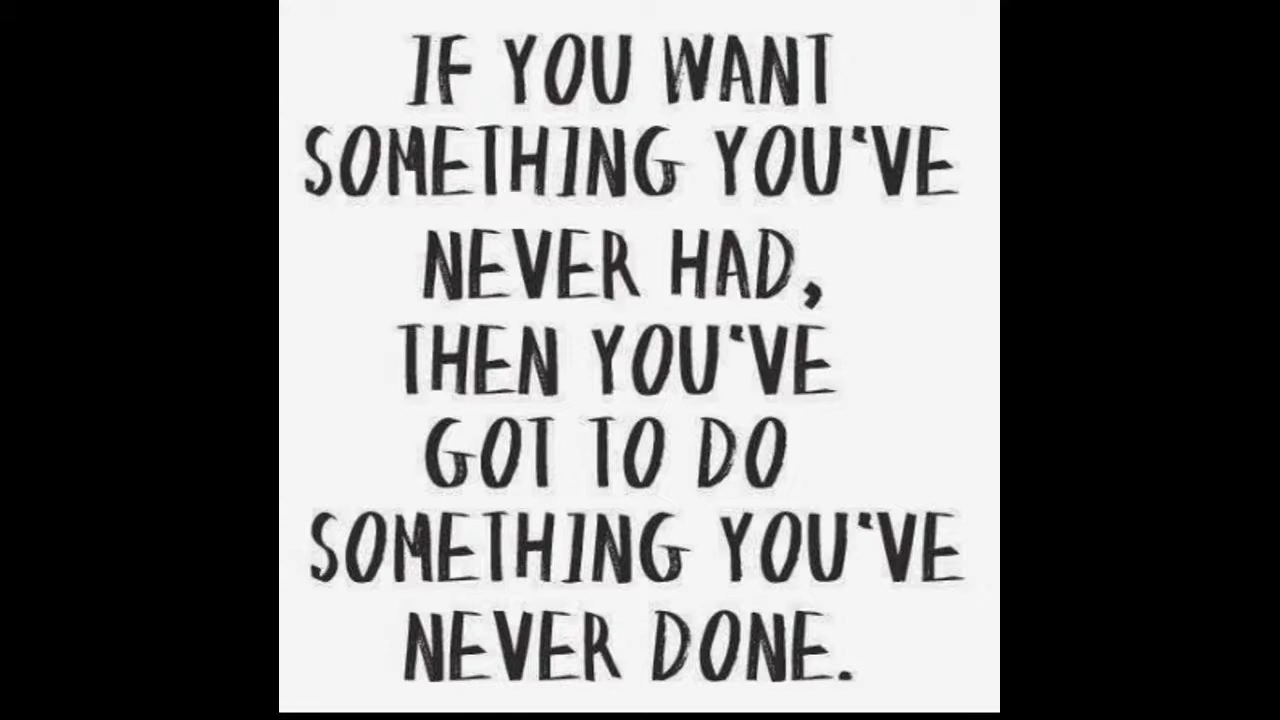 IF YOU WANT
SOMETHING YOU'VE
NEVER HAD,
THEN YOU'VE
GOT TO DO
SOMETHING YOU'VE
NEVER DONE.